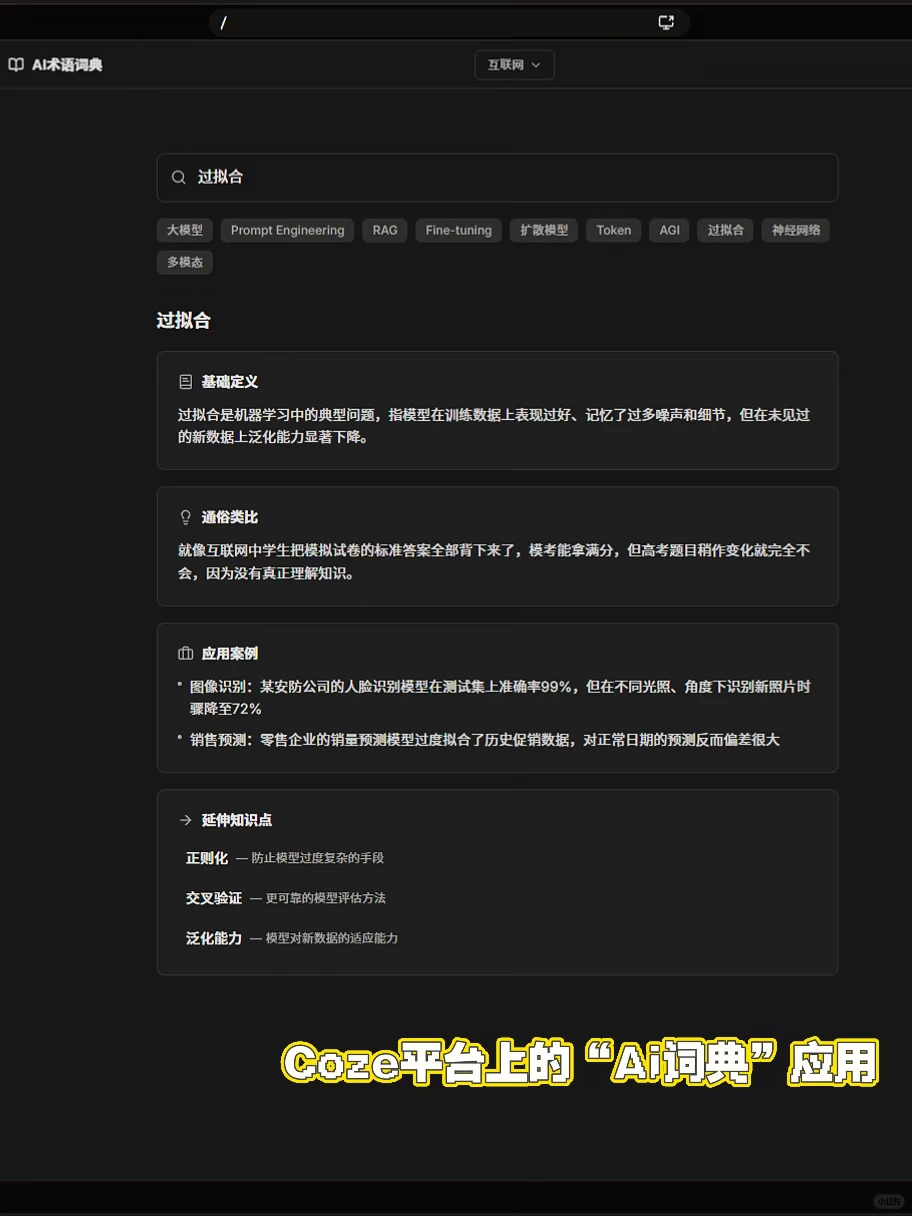 /
AI术语词典
互联网
过拟合
大模型 Prompt Engineering RAG Fine-tuning 扩散模型 Token AGI 过拟合 神经网络
多模态
过拟合
基础定义
过拟合是机器学习中的典型问题，指模型在训练数据上表现过好、记忆了过多噪声和细节，但在未见过
的新数据上泛化能力显著下降。
通俗类比
就像互联网中学生把模拟试卷的标准答案全部背下来了，模考能拿满分，但高考题目稍作变化就完全不
会，因为没有真正理解知识。
应用案例
• 图像识别：某安防公司的人脸识别模型在测试集上准确率99%，但在不同光照、角度下识别新照片时
骤降至72%
• 销售预测：零售企业的销量预测模型过度拟合了历史促销数据，对正常日期的预测反而偏差很大
→ 延伸知识点
正则化 — 防止模型过度复杂的手段
交叉验证 — 更可靠的模型评估方法
泛化能力 — 模型对新数据的适应能力
Coze平台上的“Ai词典”应用
小红书